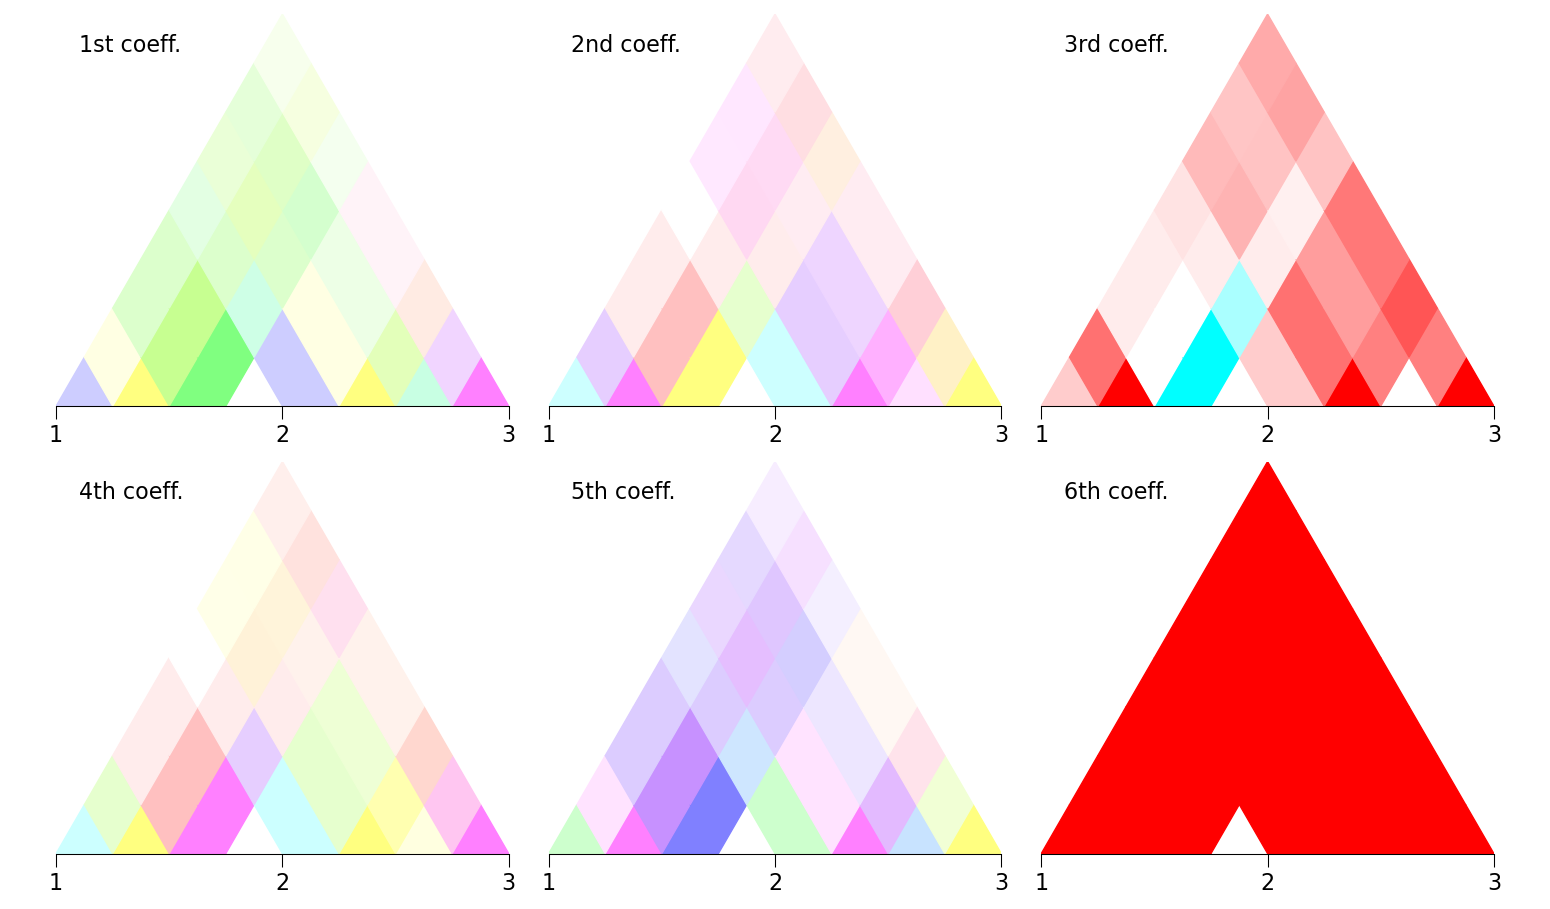 1st coeff.
2nd coeff.
3rd coeff.
1 2 3
1 2 3
1 2 3
4th coeff.
5th coeff.
6th coeff.
1 2 3
1 2 3
1 2 3